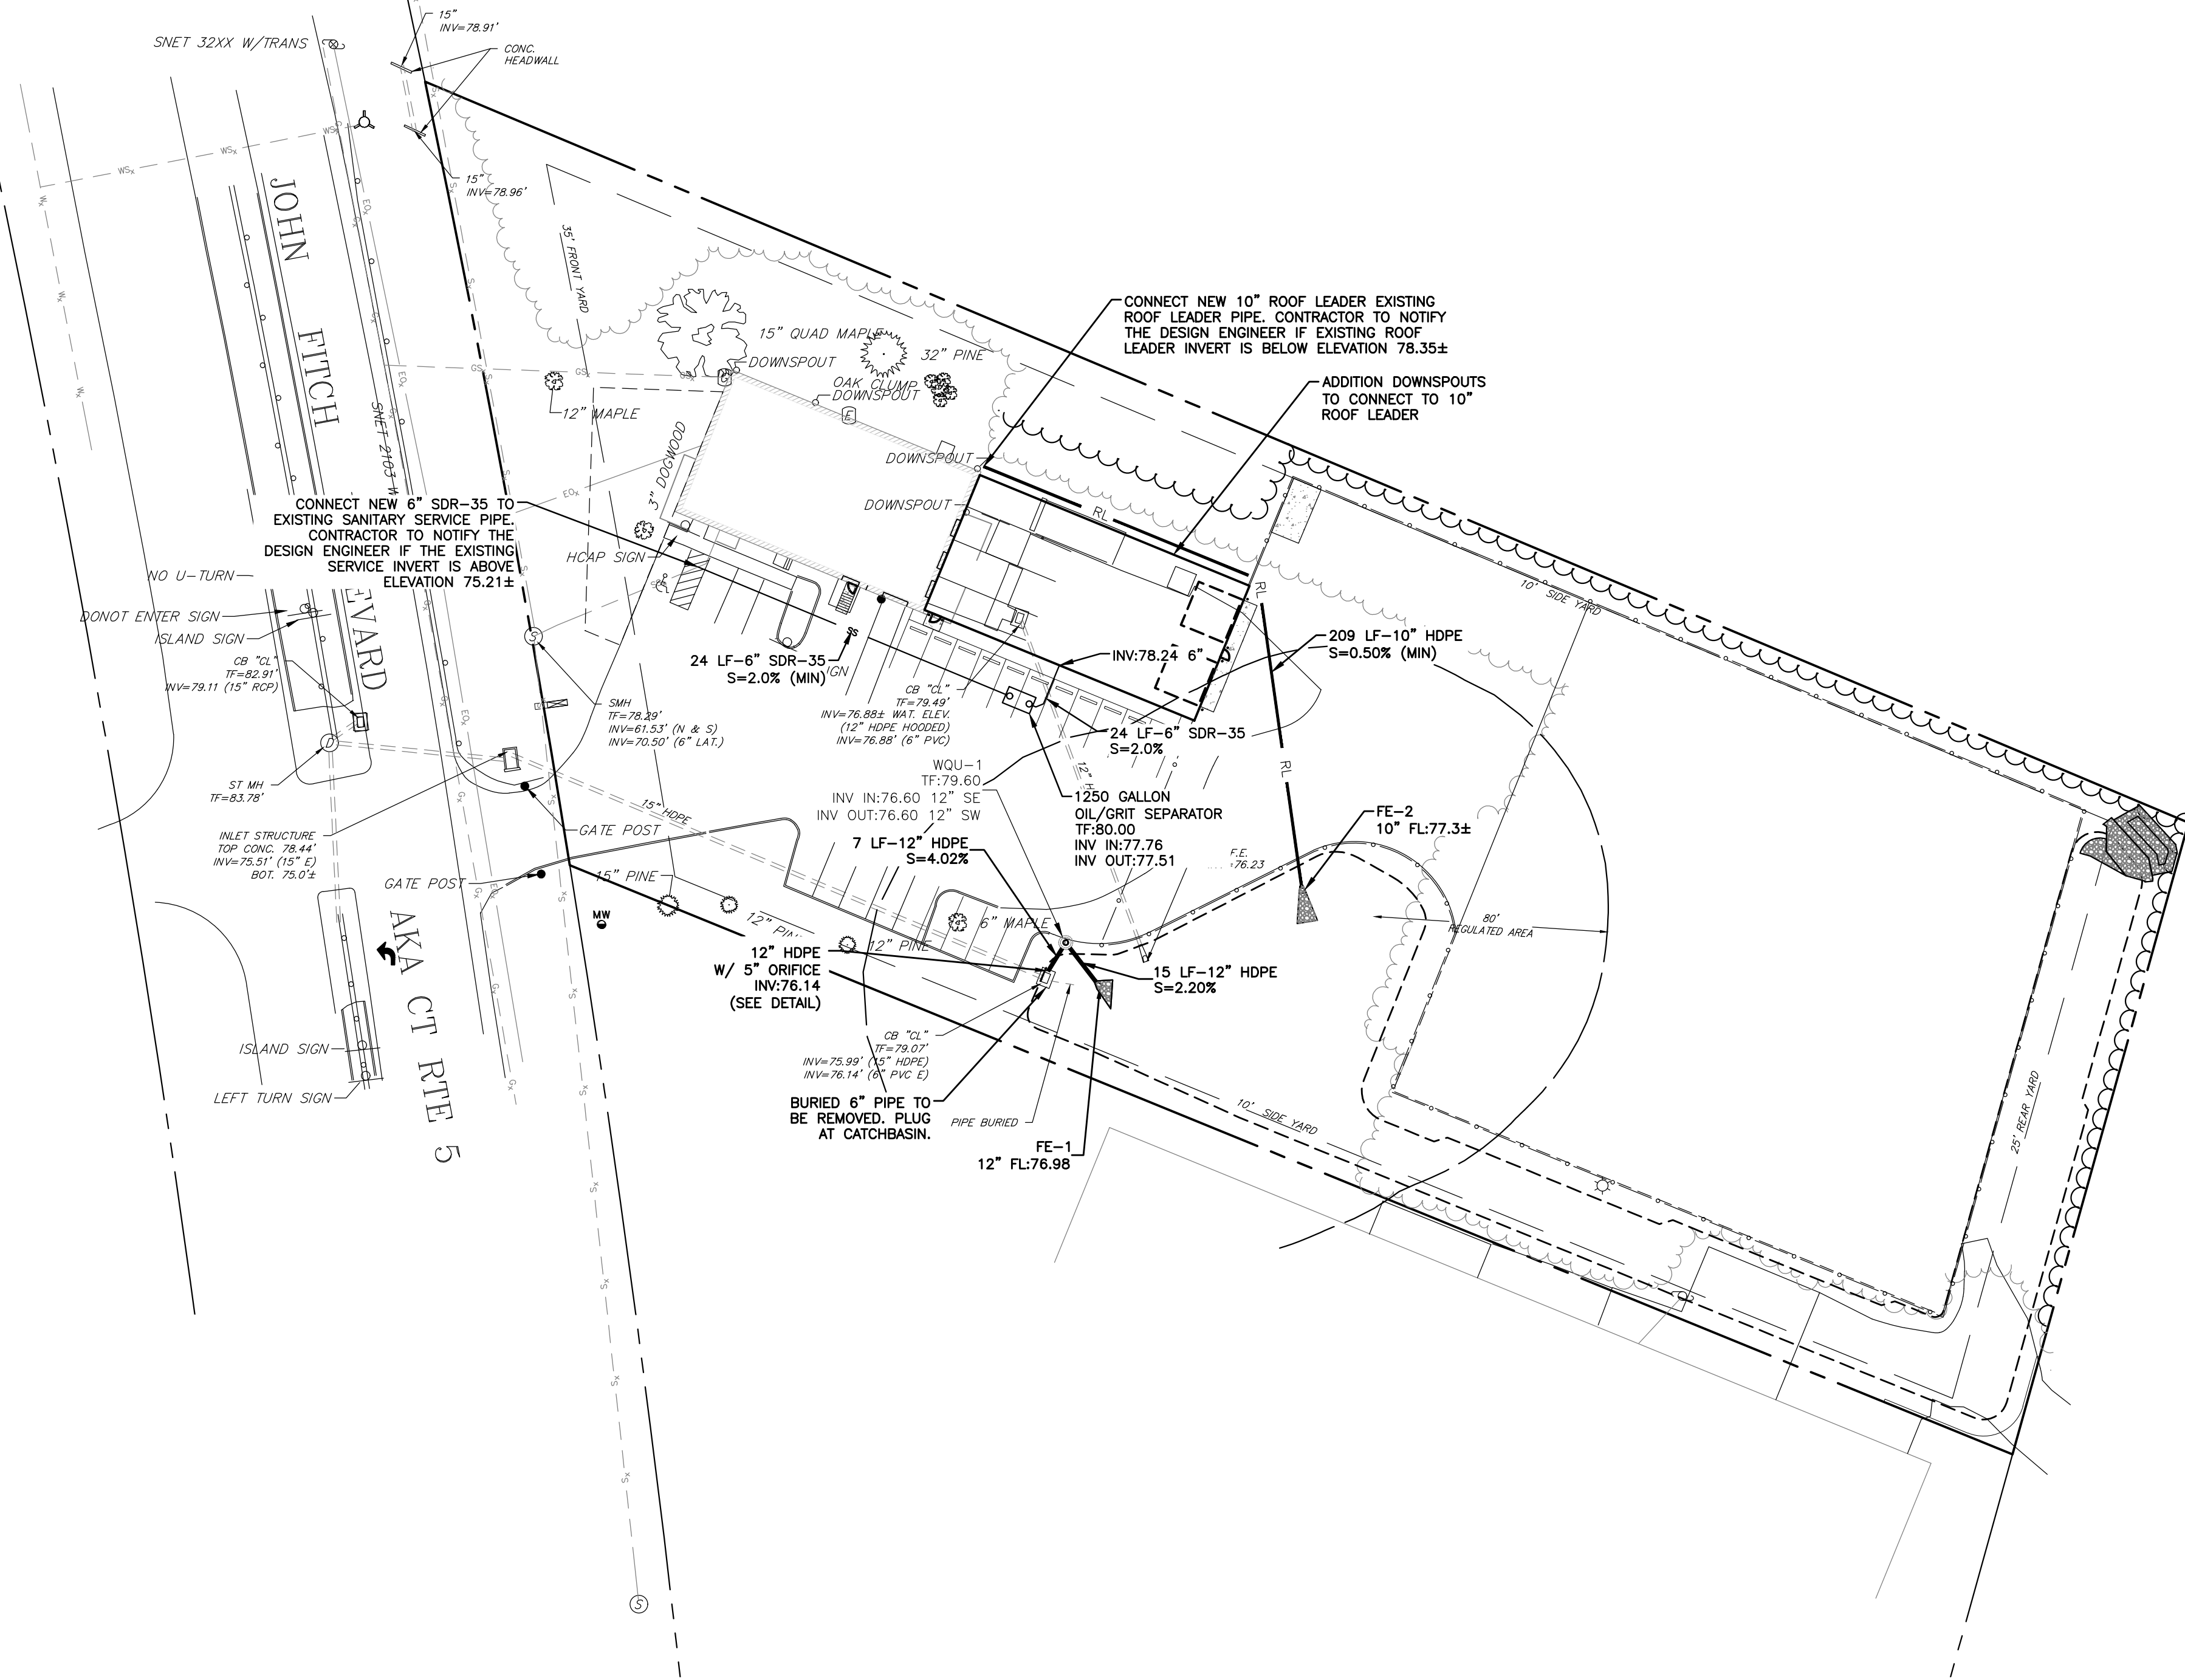 15"
INV=78.91'
SNET 32XX W/TRANS
CONC.
HEADWALL
15"
INV=78.96'
JOHN FITCH
35' FRONT YARD
CONNECT NEW 10" ROOF LEADER EXISTING
ROOF LEADER PIPE. CONTRACTOR TO NOTIFY
THE DESIGN ENGINEER IF EXISTING ROOF
LEADER INVERT IS BELOW ELEVATION 78.35±
15" QUAD MAPLE
32" PINE
DOWNSPOUT
OAK CLUMP
DOWNSPOUT
E
12" MAPLE
ADDITION DOWNSPOUTS
TO CONNECT TO 10"
ROOF LEADER
SNET 2103
3" DOGWOOD
DOWNSPOUT
DOWNSPOUT
RL
CONNECT NEW 6" SDR-35 TO
EXISTING SANITARY SERVICE PIPE.
CONTRACTOR TO NOTIFY THE
DESIGN ENGINEER IF THE EXISTING
SERVICE INVERT IS ABOVE
ELEVATION 75.21±
HCAP SIGN
NO U-TURN
EVARD
DONOT ENTER SIGN
ISLAND SIGN
10' SIDE YARD
RL
CB "CL"
TF=82.91'
INV=79.11 (15" RCP)
S
SS
24 LF-6" SDR-35
S=2.0% (MIN)
IGN
INV:78.24 6"
209 LF-10" HDPE
S=0.50% (MIN)
SMH
TF=78.29'
INV=61.53' (N & S)
INV=70.50' (6" LAT.)
CB "CL"
TF=79.49'
INV=76.88± WAT. ELEV.
(12" HDPE HOODED)
INV=76.88' (6" PVC)
24 LF-6" SDR-35
S=2.0%
D
ST MH
TF=83.78'
RL
WQU-1
TF:79.60
INV IN:76.60 12" SE
INV OUT:76.60 12" SW
12" H
1250 GALLON
OIL/GRIT SEPARATOR
TF:80.00
INV IN:77.76
INV OUT:77.51
15" HDPE
GATE POST
FE-2
10" FL:77.3±
INLET STRUCTURE
TOP CONC. 78.44'
INV=75.51' (15" E)
BOT. 75.0'±
7 LF-12" HDPE
S=4.02%
F.E.
76.23
GATE POST
15" PINE
MW
12" PIN
12" PINE
6" MAPLE
80'
REGULATED AREA
AKA CT RTE 5
12" HDPE
W/ 5" ORIFICE
INV:76.14
(SEE DETAIL)
15 LF-12" HDPE
S=2.20%
CB "CL"
TF=79.07'
INV=75.99' (15" HDPE)
INV=76.14' (6" PVC E)
ISLAND SIGN
LEFT TURN SIGN
BURIED 6" PIPE TO
BE REMOVED. PLUG
AT CATCHBASIN.
PIPE BURIED
10' SIDE YARD
25' REAR YARD
FE-1
12" FL:76.98
S